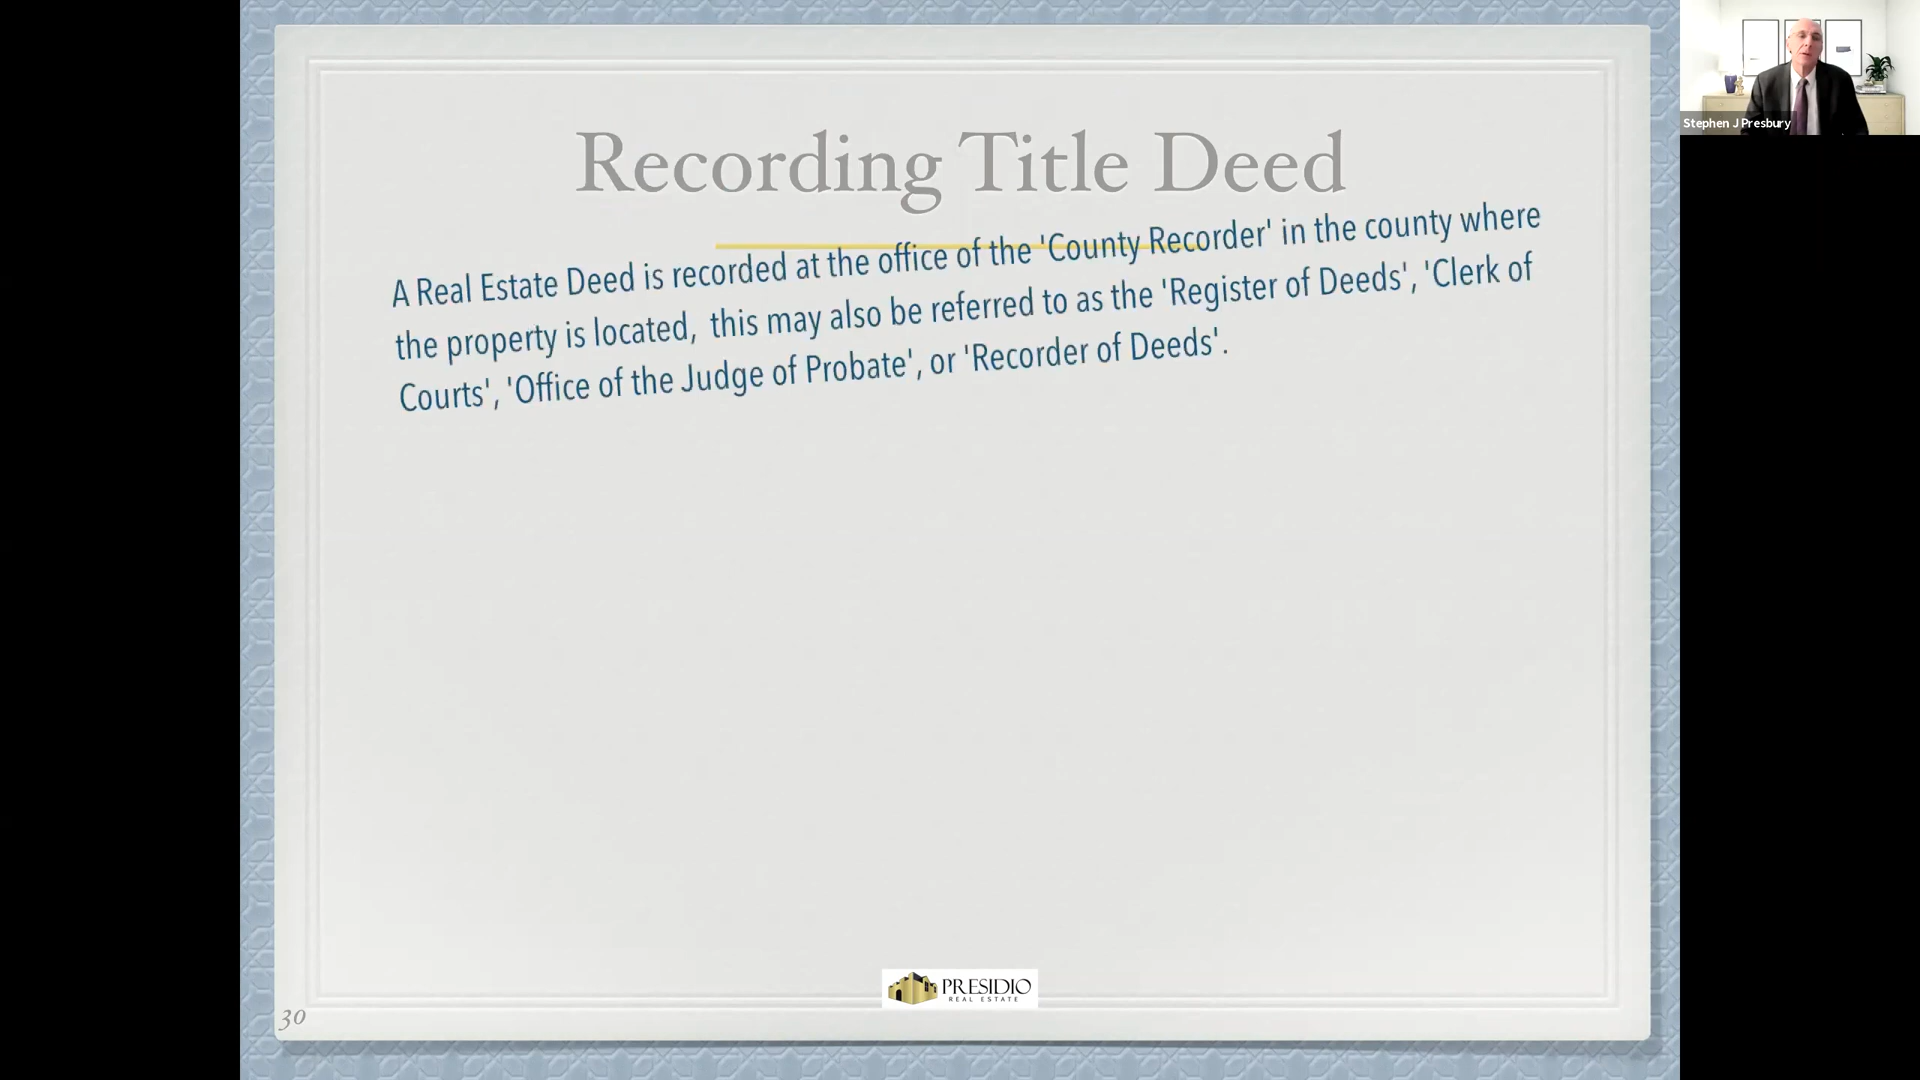 Recording Title Deed
A Real Estate Deed is recorded at the office of the 'County Recorder' in the county where
the property is located, this may also be referred to as the 'Register of Deeds', 'Clerk of
Courts', 'Office of the Judge of Probate', or 'Recorder of Deeds'.
PRESIDIO
REAL ESTATE
30
Stephen J Presbury